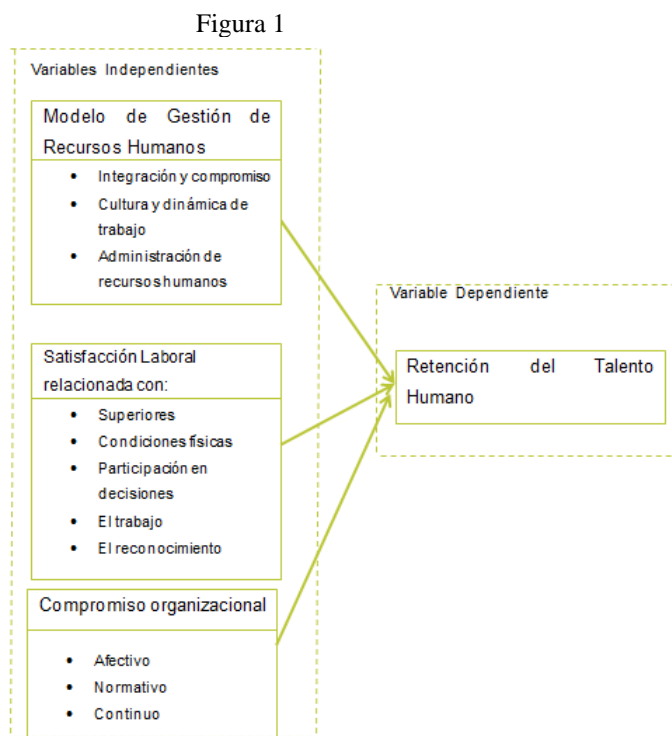 Figura 1
Variables Independientes
Modelo de Gestión de
Recursos Humanos
• Integración y compromiso
• Cultura y dinámica de
trabajo
• Administración de
recursos humanos
Satisfacción Laboral
relacionada con:
• Superiores
• Condiciones físicas
• Participación en
decisiones
• El trabajo
• El reconocimiento
Compromiso organizacional
• Afectivo
• Normativo
• Continuo
Variable Dependiente
Retención del Talento
Humano